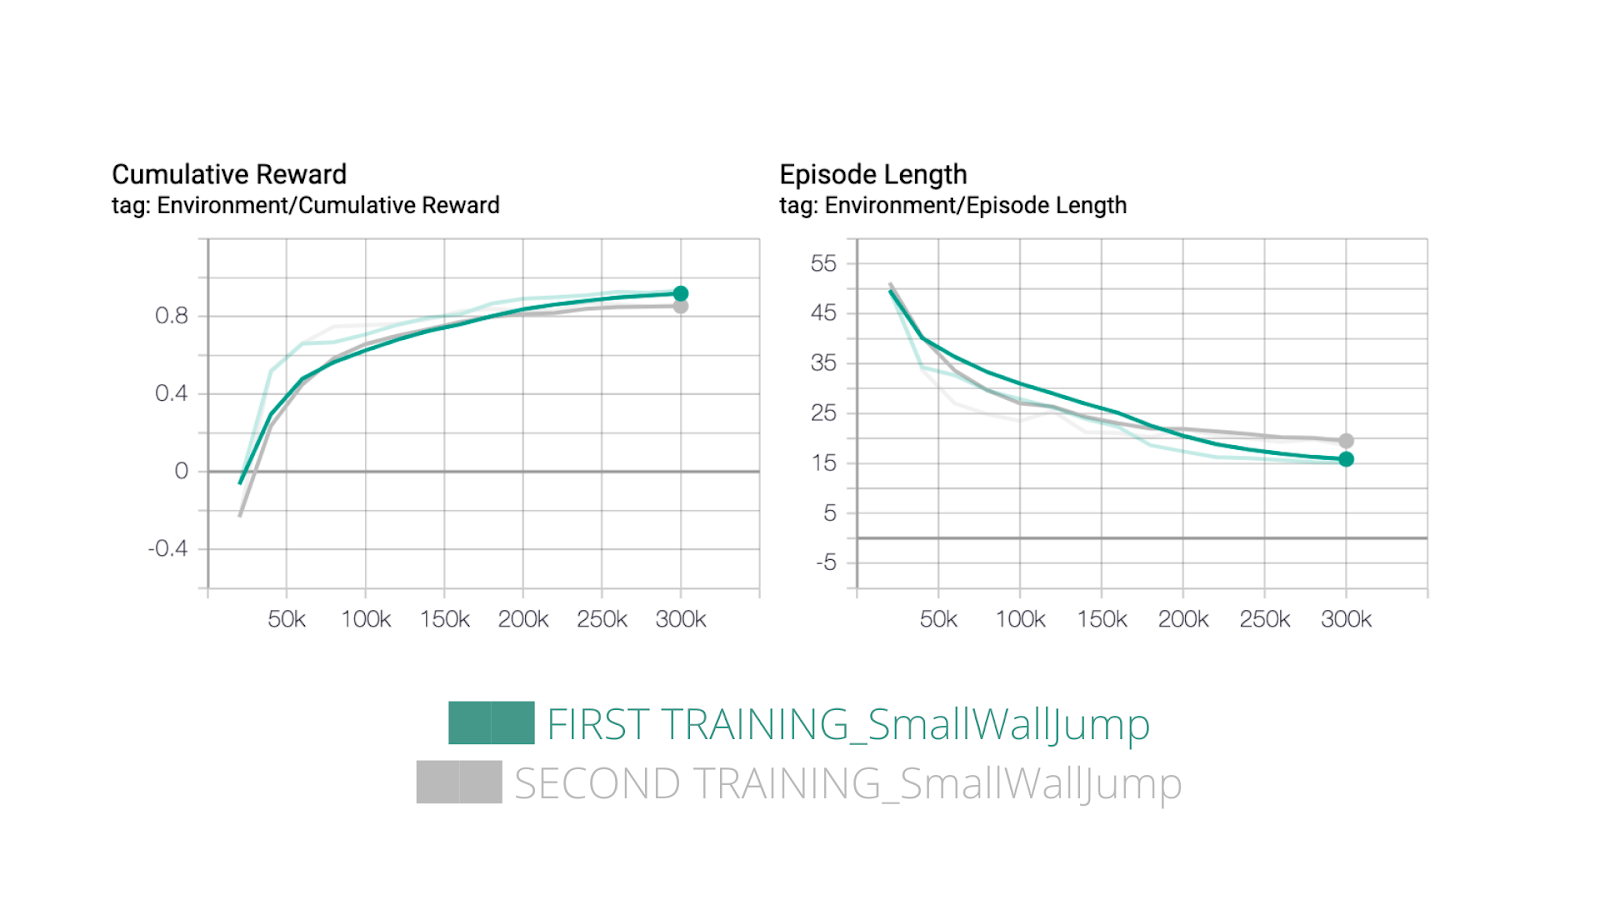 Cumulative Reward
tag: Environment/Cumulative Reward
0.8
0.4
0
-0.4
50k 100k 150k 200k 250k 300k
Episode Length
tag: Environment/Episode Length
55
45
35
25
15
5
-5
50k 100k 150k 200k 250k 300k
FIRST TRAINING_SmallWallJump
SECOND TRAINING_SmallWallJump